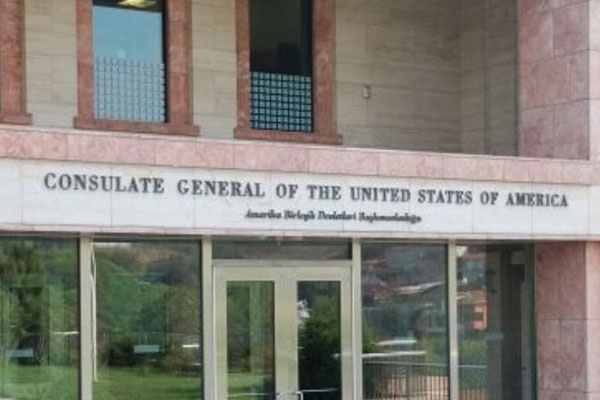 CONSULATE GENERAL OF THE UNITED STATES OF AMERICA
Amerika Birleşik Devletleri Başkonsolosluğu